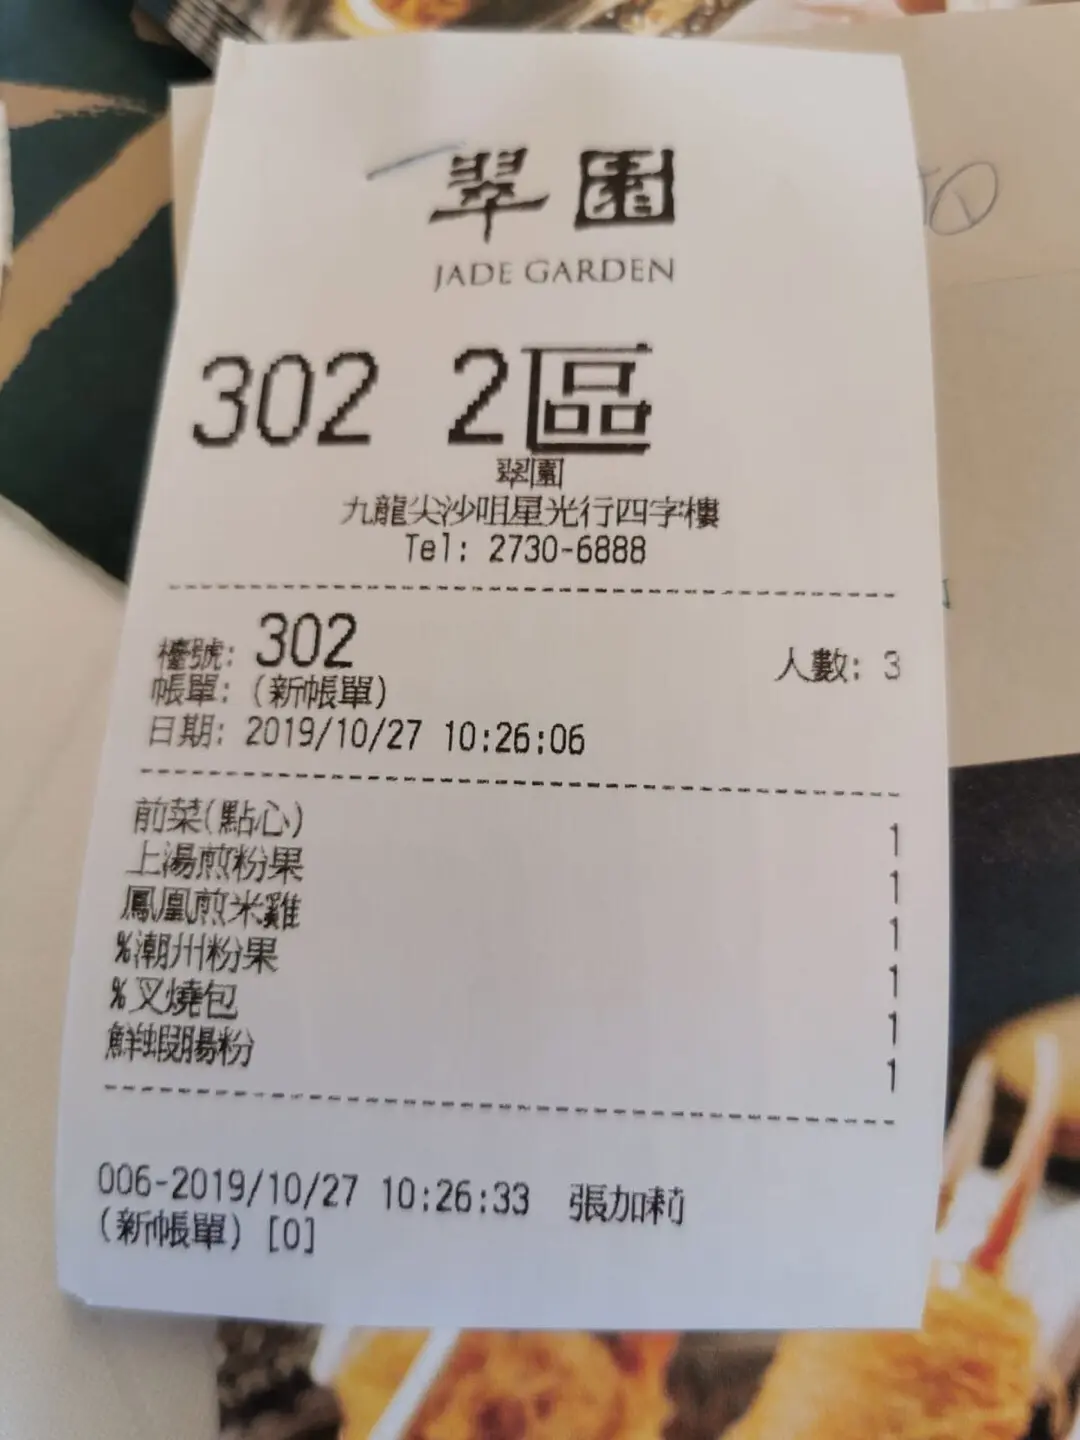 翠園
JADE GARDEN
302 2區
翠園
九龍尖沙咀星光行四字樓
Tel: 2730-6888
檯號: 302 人數: 3
帳單: (新帳單)
日期: 2019/10/27 10:26:06
前菜(點心) 1
上湯煎粉果 1
鳳凰煎米雞 1
%潮州粉果 1
%叉燒包 1
鮮蝦腸粉 1
006-2019/10/27 10:26:33 張加莉
(新帳單) [0]